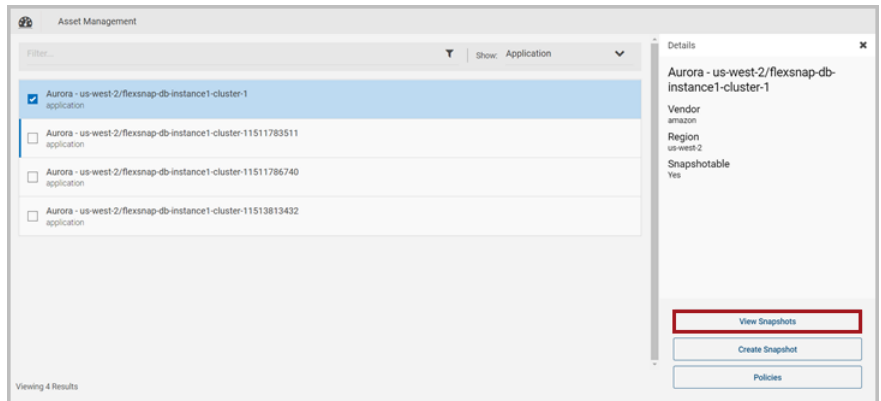 Asset Management
Filter...
Show: Application
Aurora - us-west-2/flexsnap-db-instance1-cluster-1
application
Aurora - us-west-2/flexsnap-db-instance1-cluster-11511783511
application
Aurora - us-west-2/flexsnap-db-instance1-cluster-11511786740
application
Aurora - us-west-2/flexsnap-db-instance1-cluster-11513813432
application
Viewing 4 Results
Details
Aurora - us-west-2/flexsnap-db-
instance1-cluster-1
Vendor
amazon
Region
us-west-2
Snapshotable
Yes
View Snapshots
Create Snapshot
Policies